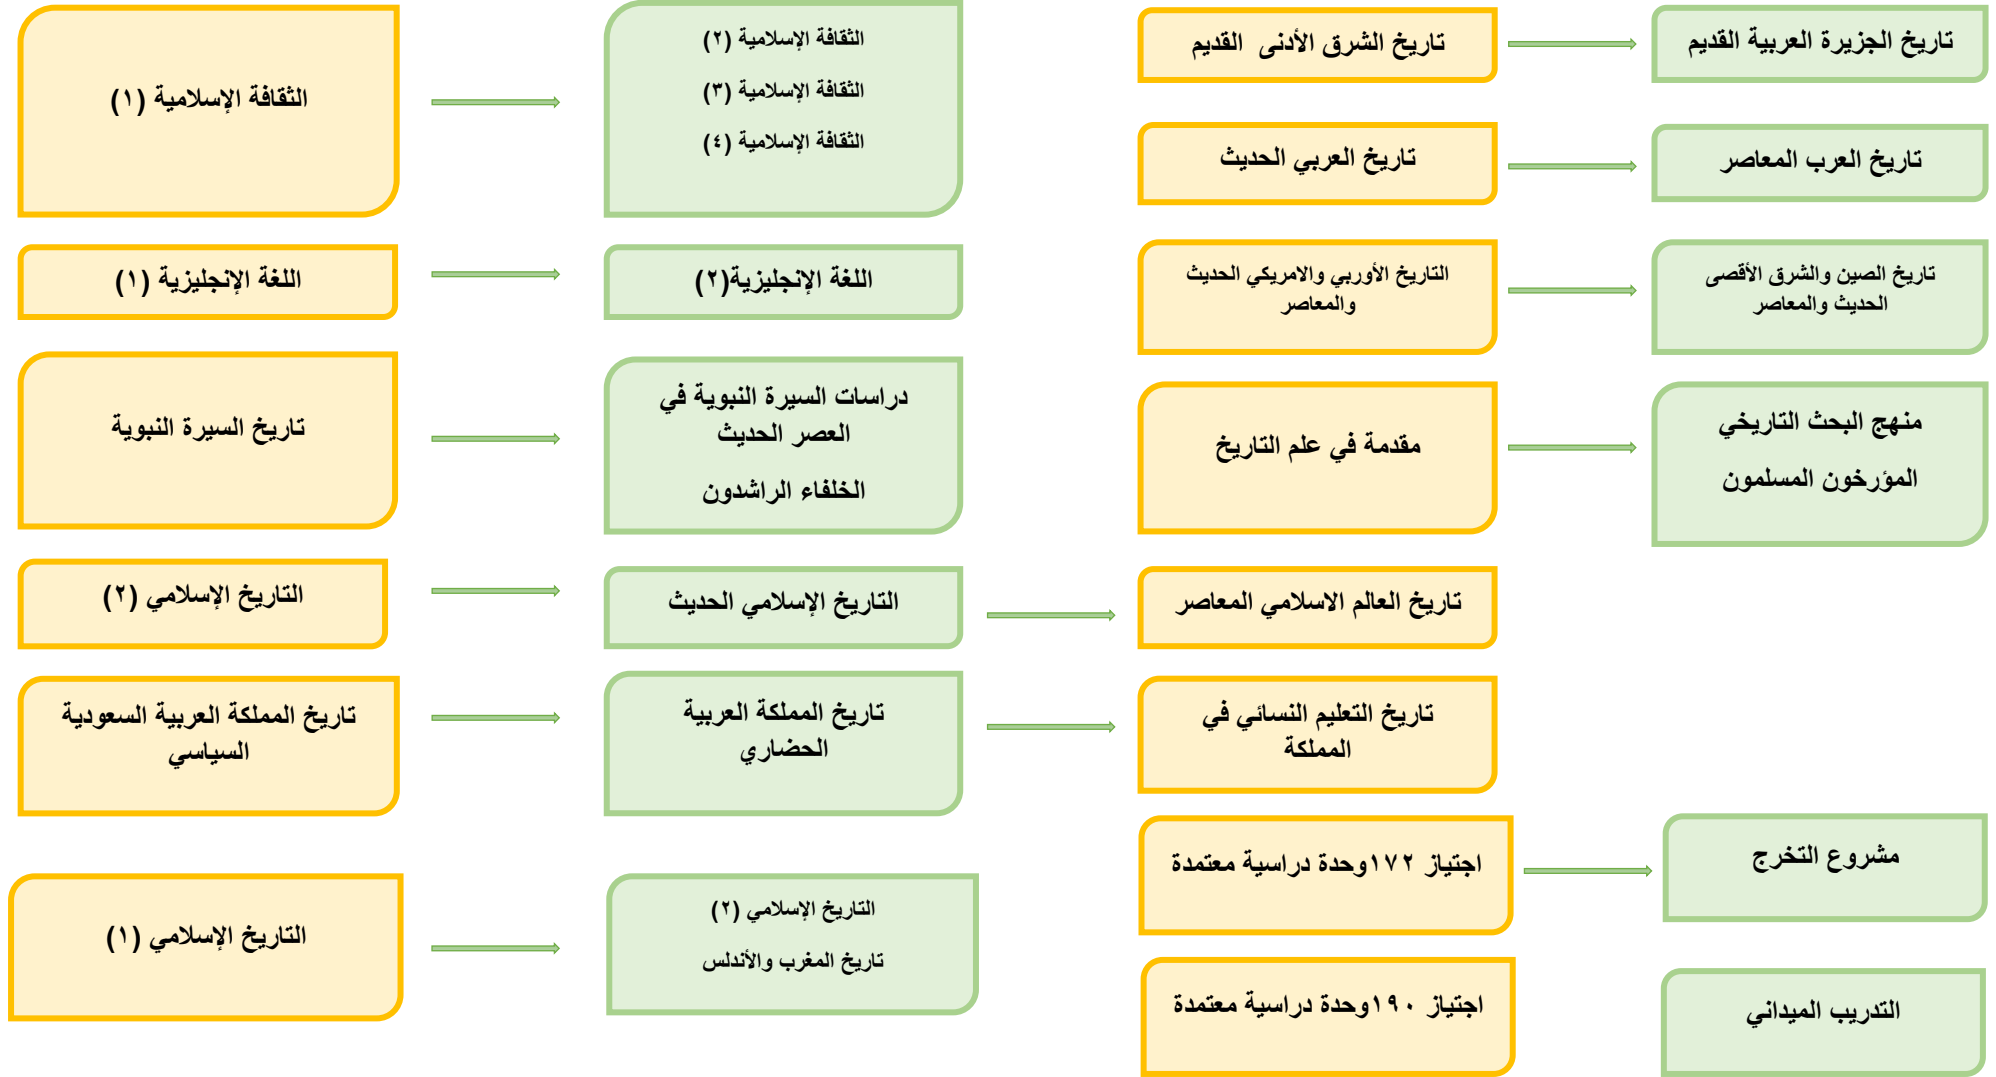 الثقافة الإسلامية (١)
الثقافة الإسلامية (٢)
الثقافة الإسلامية (٣)
الثقافة الإسلامية (٤)
اللغة الإنجليزية (١)
اللغة الإنجليزية(٢)
تاريخ السيرة النبوية
دراسات السيرة النبوية في
العصر الحديث
الخلفاء الراشدون
التاريخ الإسلامي (٢)
التاريخ الإسلامي الحديث
تاريخ العالم الاسلامي المعاصر
تاريخ المملكة العربية السعودية
السياسي
تاريخ المملكة العربية
الحضاري
تاريخ التعليم النسائي في
المملكة
التاريخ الإسلامي (١)
التاريخ الإسلامي (٢)
تاريخ المغرب والأندلس
تاريخ الشرق الأدنى القديم
تاريخ الجزيرة العربية القديم
تاريخ العربي الحديث
تاريخ العرب المعاصر
التاريخ الأوربي والامريكي الحديث
والمعاصر
تاريخ الصين والشرق الأقصى
الحديث والمعاصر
مقدمة في علم التاريخ
منهج البحث التاريخي
المؤرخون المسلمون
اجتياز ١٧٢وحدة دراسية معتمدة
مشروع التخرج
اجتياز ١٩٠وحدة دراسية معتمدة
التدريب الميداني